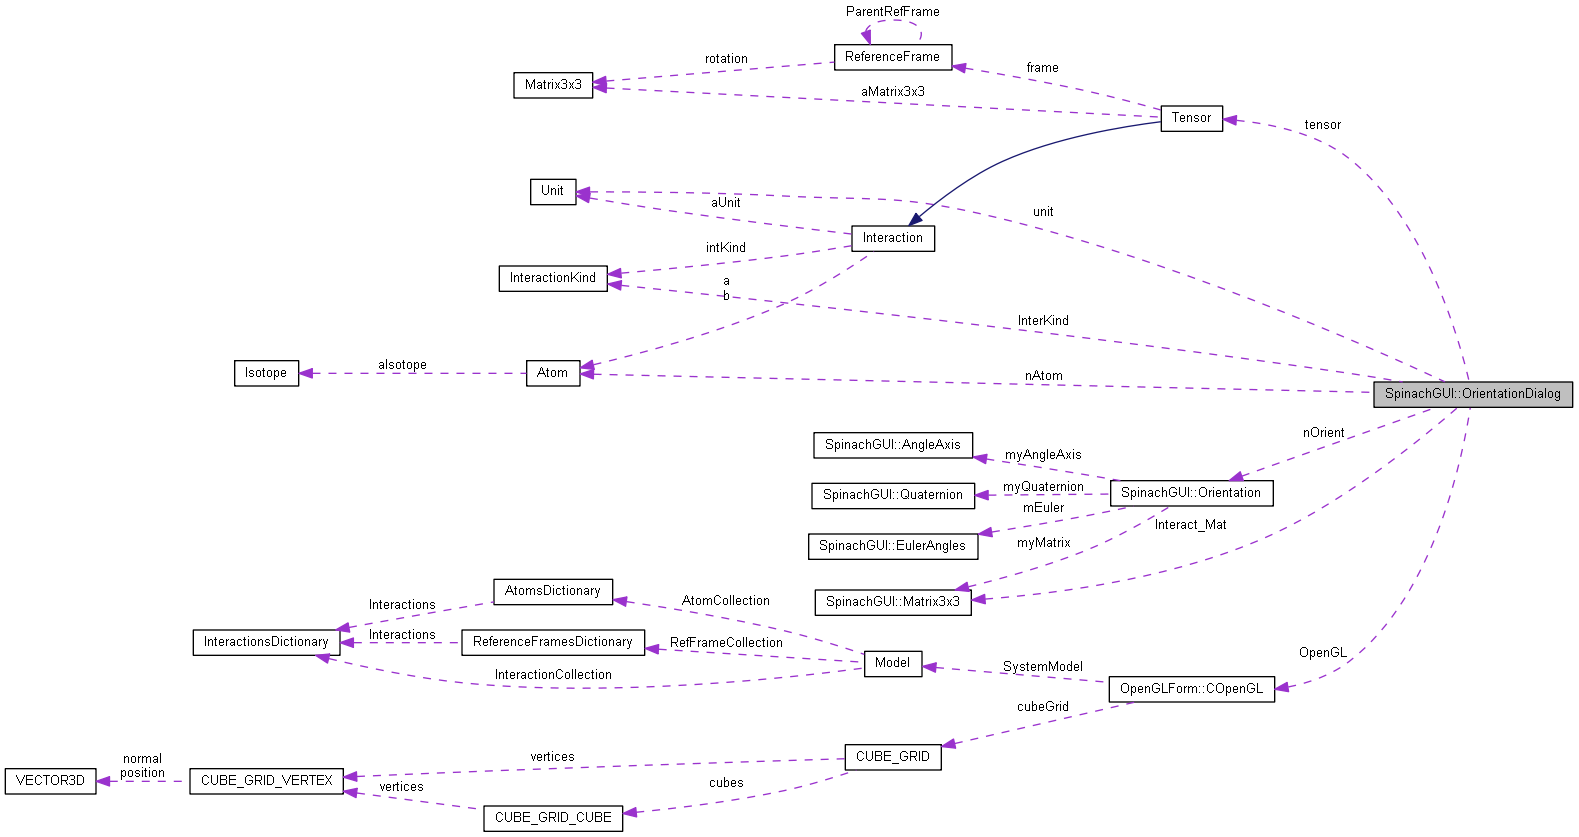 ParentRefFrame
ReferenceFrame
rotation
frame
Matrix3x3
aMatrix3x3
Tensor
tensor
Unit
aUnit
unit
Interaction
intKind
InteractionKind
a
b
InterKind
Isotope
aIsotope
Atom
nAtom
SpinachGUI::OrientationDialog
nOrient
SpinachGUI::AngleAxis
myAngleAxis
SpinachGUI::Quaternion
myQuaternion
SpinachGUI::Orientation
mEuler
Interact_Mat
SpinachGUI::EulerAngles
myMatrix
AtomsDictionary
AtomCollection
SpinachGUI::Matrix3x3
Interactions
InteractionsDictionary
Interactions
ReferenceFramesDictionary
RefFrameCollection
OpenGL
Model
SystemModel
InteractionCollection
OpenGLForm::COpenGL
cubeGrid
normal
position
vertices
CUBE_GRID
VECTOR3D
CUBE_GRID_VERTEX
vertices
cubes
CUBE_GRID_CUBE